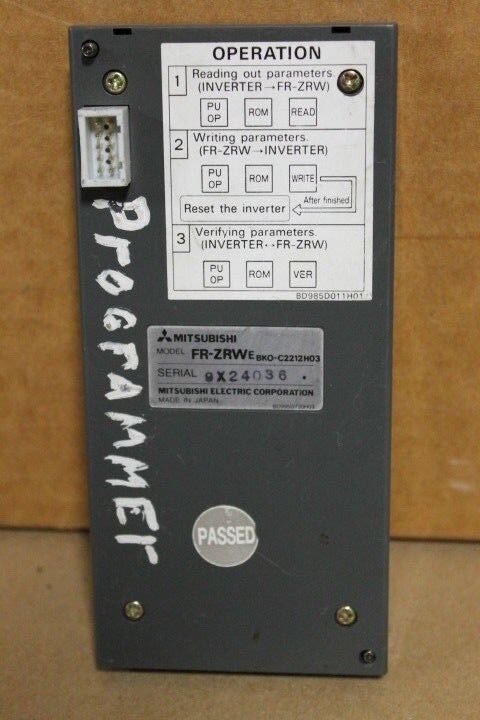 OPERATION
1 Reading out parameters.
(INVERTER → FR-ZRW)
PU OP ROM READ
2 Writing parameters.
(FR-ZRW → INVERTER)
PU OP ROM WRITE
After finished
Reset the inverter
3 Verifying parameters.
(INVERTER ↔ FR-ZRW)
PU OP ROM VER
BD985D011H01
ProGrAMMEr
MITSUBISHI
MODEL FR-ZRWE BKO-C2212H03
SERIAL 9X24036
MITSUBISHI ELECTRIC CORPORATION
MADE IN JAPAN
PASSED